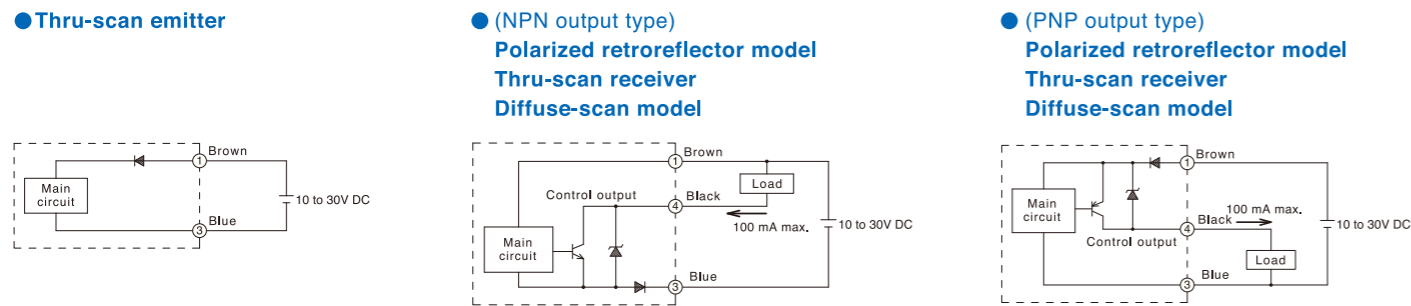 ●Thru-scan emitter
1
Brown
Main
circuit
10 to 30V DC
Blue
3
● (NPN output type)
Polarized retroreflector model
Thru-scan receiver
Diffuse-scan model
1
Brown
Load
Control output
4
Black
100 mA max.
10 to 30V DC
Main
circuit
Blue
3
● (PNP output type)
Polarized retroreflector model
Thru-scan receiver
Diffuse-scan model
1
Brown
Main
circuit
100 mA max.
Black
4
10 to 30V DC
Control output
Load
Blue
3